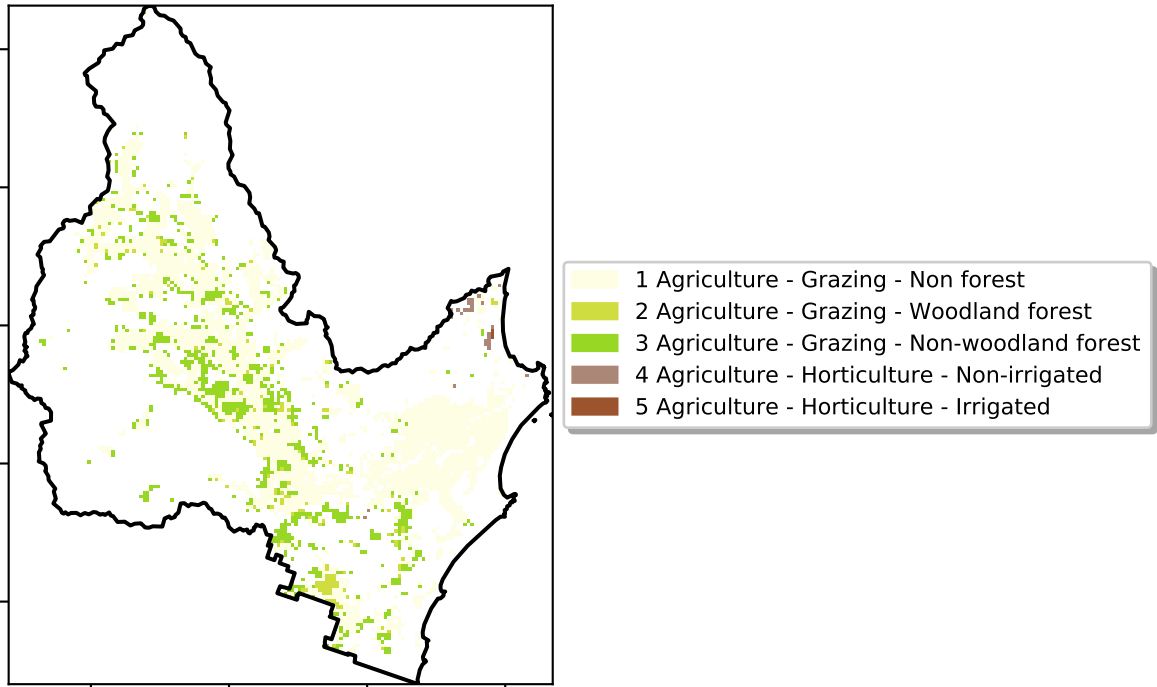 1 Agriculture - Grazing - Non forest
2 Agriculture - Grazing - Woodland forest
3 Agriculture - Grazing - Non-woodland forest
4 Agriculture - Horticulture - Non-irrigated
5 Agriculture - Horticulture - Irrigated